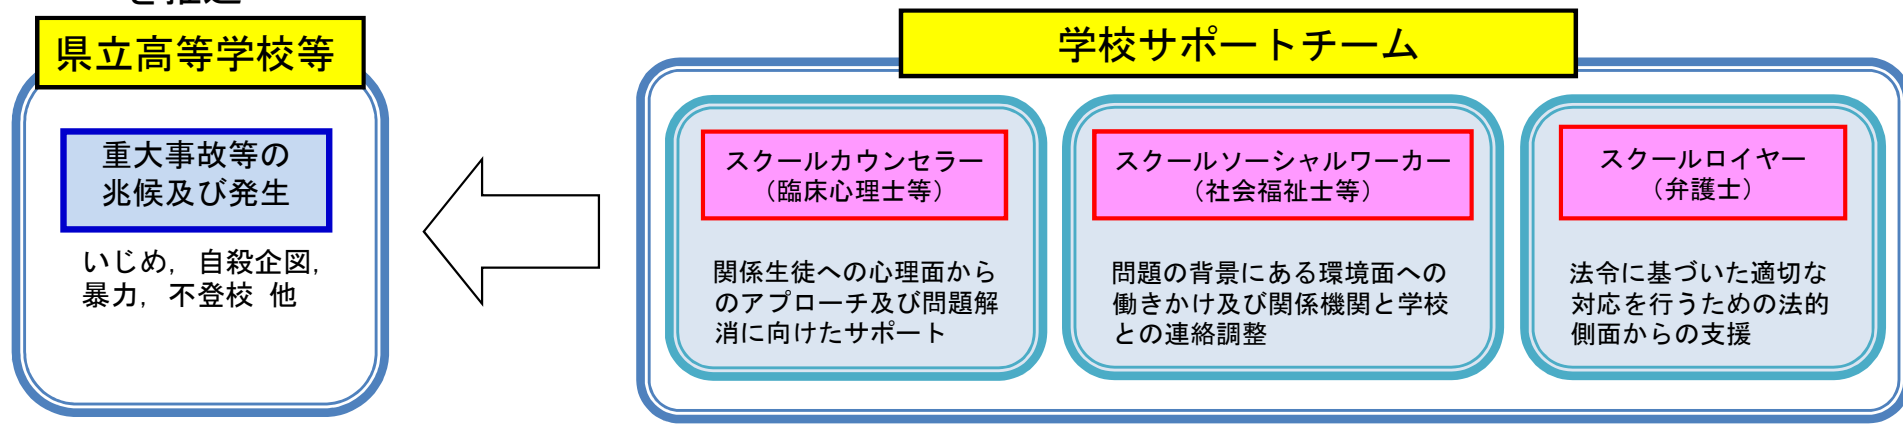 を推進
県立高等学校等
重大事故等の
兆候及び発生
いじめ，自殺企図，
暴力，不登校 他
学校サポートチーム
スクールカウンセラー
（臨床心理士等）
関係生徒への心理面から
のアプローチ及び問題解
消に向けたサポート
スクールソーシャルワーカー
（社会福祉士等）
問題の背景にある環境面への
働きかけ及び関係機関と学校
との連絡調整
スクールロイヤー
（弁護士）
法令に基づいた適切な
対応を行うための法的
側面からの支援